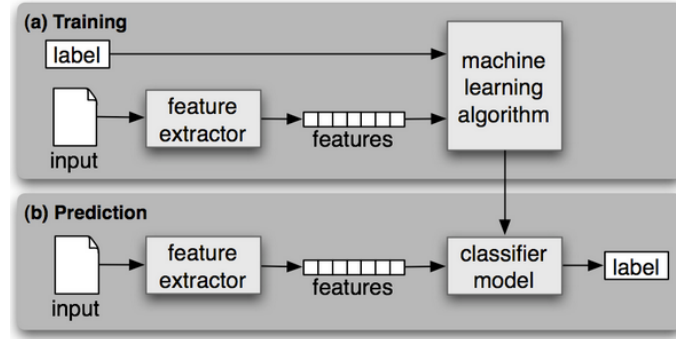 (a) Training
label
machine
learning
algorithm
feature
extractor
features
input
(b) Prediction
feature
extractor
features
classifier
model
label
input